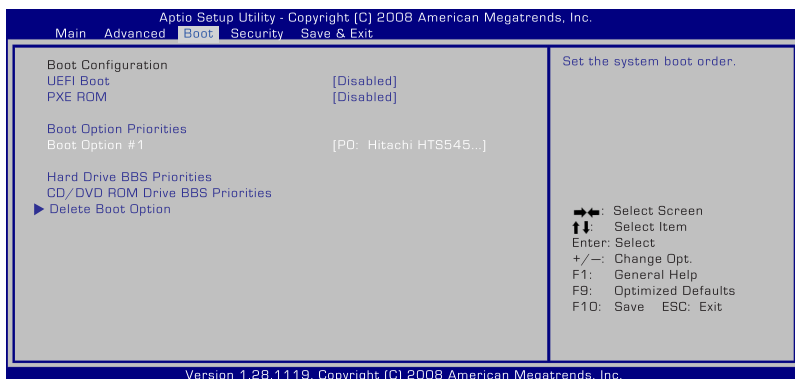 Aptio Setup Utility - Copyright (C) 2008 American Megatrends, Inc.
Main Advanced Boot Security Save & Exit
Boot Configuration
UEFI Boot [Disabled]
PXE ROM [Disabled]
Boot Option Priorities
Boot Option #1 [P0: Hitachi HTS545...]
Hard Drive BBS Priorities
CD/DVD ROM Drive BBS Priorities
Delete Boot Option
Set the system boot order.
→←: Select Screen
↑↓: Select Item
Enter: Select
+/—: Change Opt.
F1: General Help
F9: Optimized Defaults
F10: Save ESC: Exit
Version 1.28.1119. Copyright (C) 2008 American Megatrends, Inc.